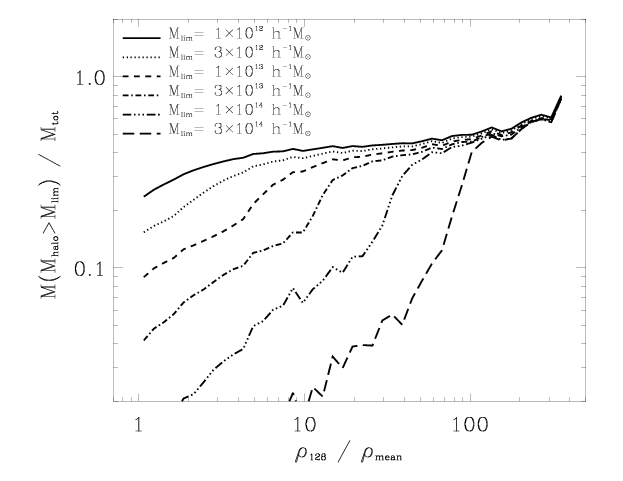 M_lim= 1×10^12 h^-1M_⊙
M_lim= 3×10^12 h^-1M_⊙
M_lim= 1×10^13 h^-1M_⊙
M_lim= 3×10^13 h^-1M_⊙
M_lim= 1×10^14 h^-1M_⊙
M_lim= 3×10^14 h^-1M_⊙
M(M_halo>M_lim) / M_tot
1.0
0.1
1 10 100
ρ_128 / ρ_mean